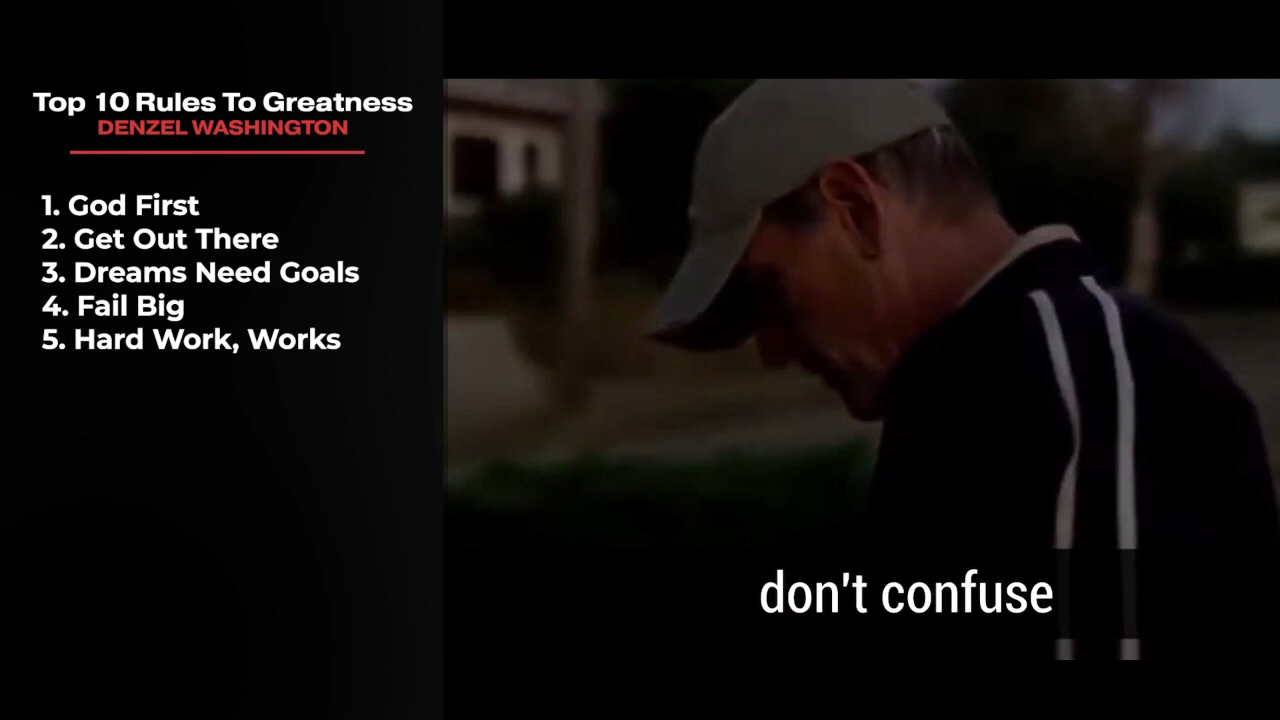 Top 10 Rules To Greatness
DENZEL WASHINGTON
1. God First
2. Get Out There
3. Dreams Need Goals
4. Fail Big
5. Hard Work, Works
don't confuse